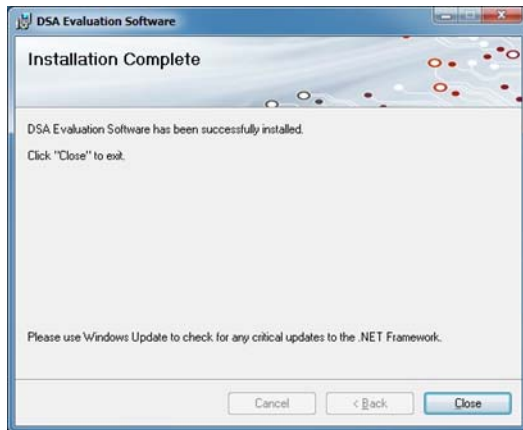 DSA Evaluation Software
Installation Complete
DSA Evaluation Software has been successfully installed.
Click "Close" to exit.
Please use Windows Update to check for any critical updates to the .NET Framework.
Cancel < Back Close